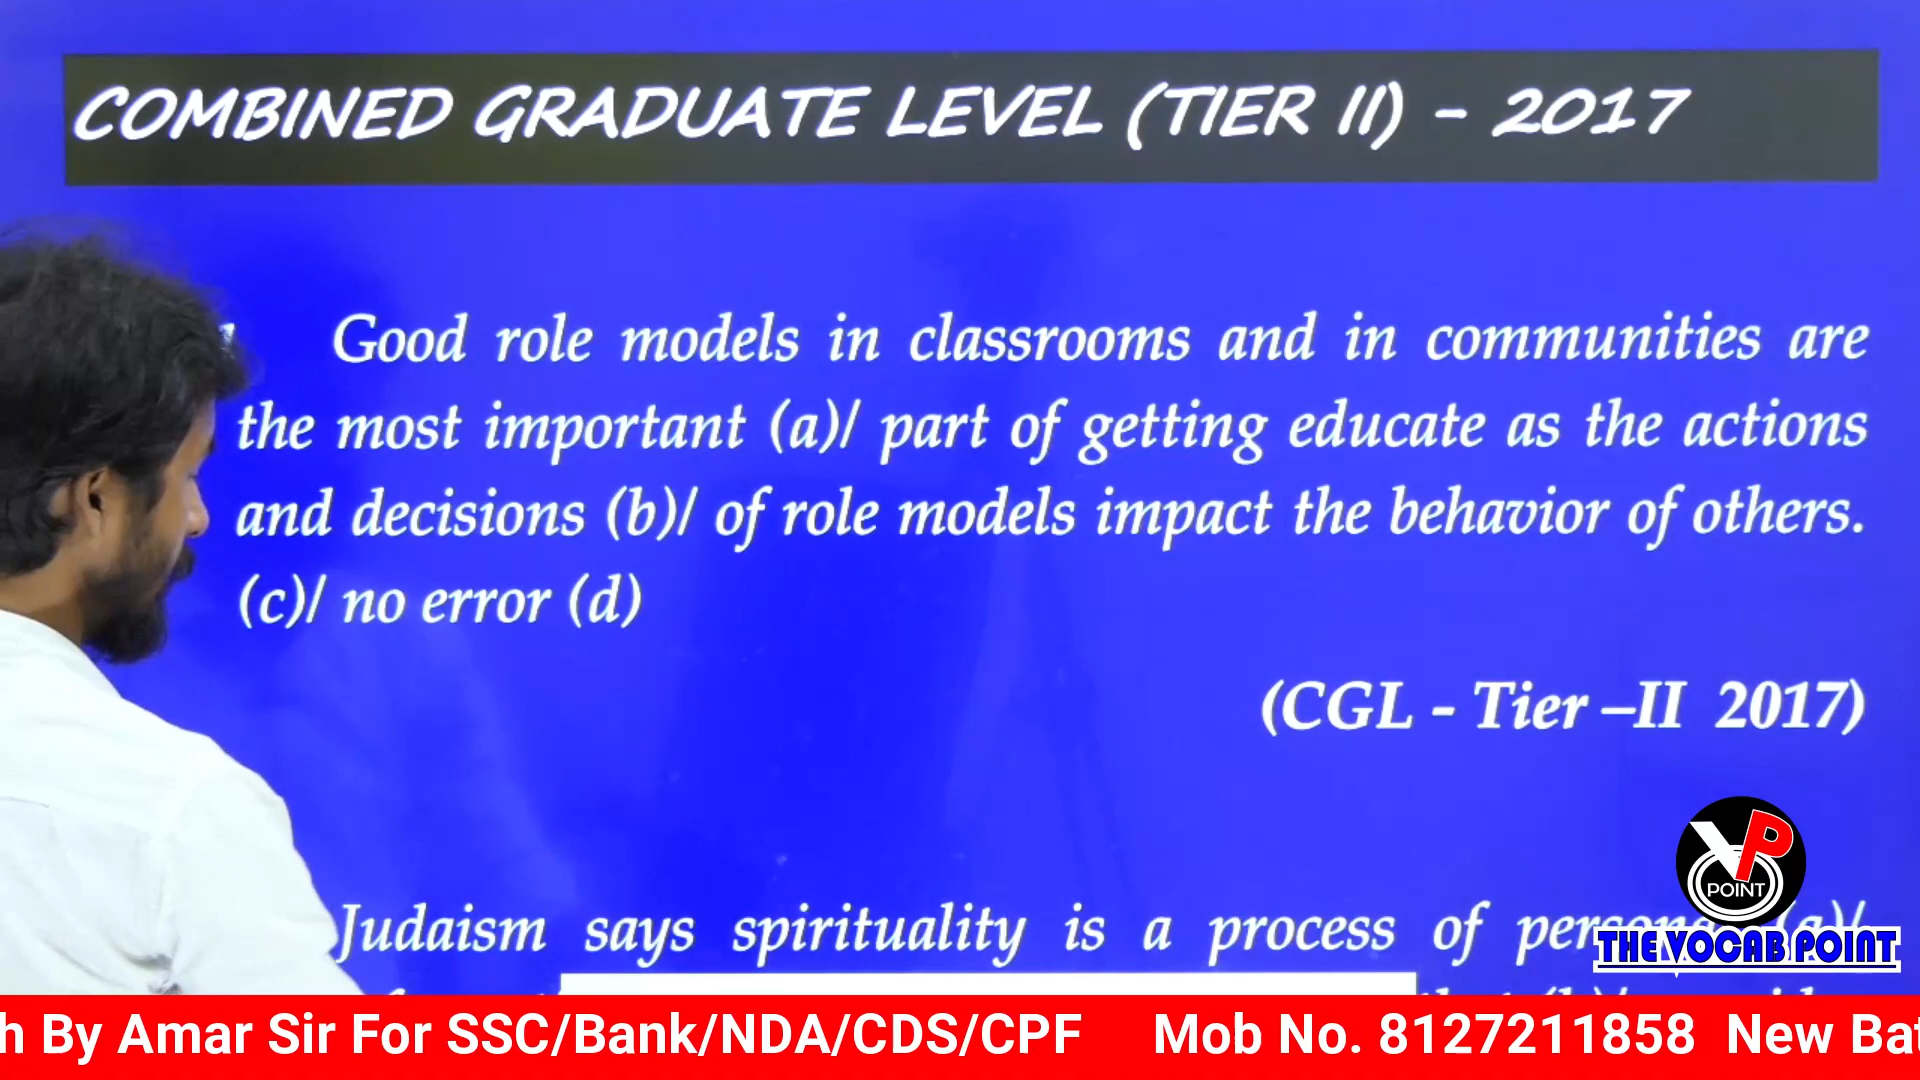 COMBINED GRADUATE LEVEL (TIER II) - 2017
Good role models in classrooms and in communities are
the most important (a)/ part of getting educate as the actions
and decisions (b)/ of role models impact the behavior of others.
(c)/ no error (d)
(CGL - Tier –II 2017)
VP
POINT
Judaism says spirituality is a process of (a)/
THE VOCAB POINT
By Amar Sir For SSC/Bank/NDA/CDS/CPF Mob No. 8127211858 New